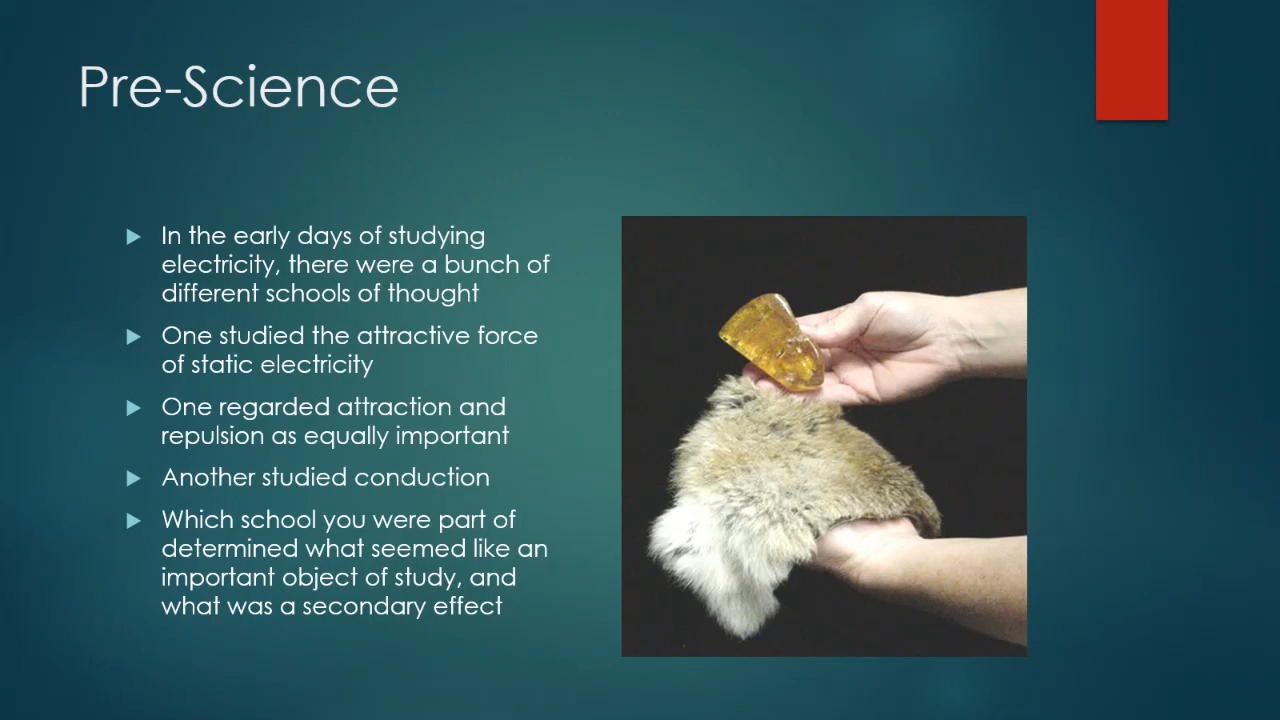 Pre-Science
In the early days of studying
electricity, there were a bunch of
different schools of thought
One studied the attractive force
of static electricity
One regarded attraction and
repulsion as equally important
Another studied conduction
Which school you were part of
determined what seemed like an
important object of study, and
what was a secondary effect